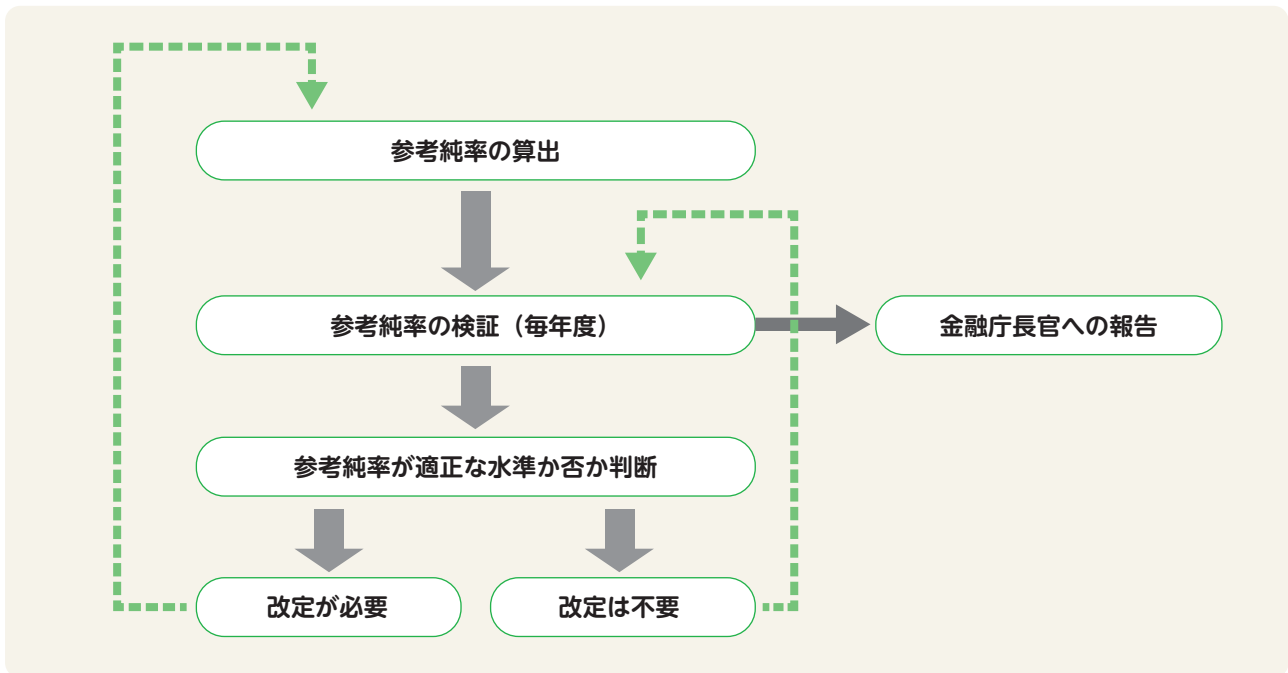 参考純率の算出
参考純率の検証（毎年度）
金融庁長官への報告
参考純率が適正な水準か否か判断
改定が必要
改定は不要